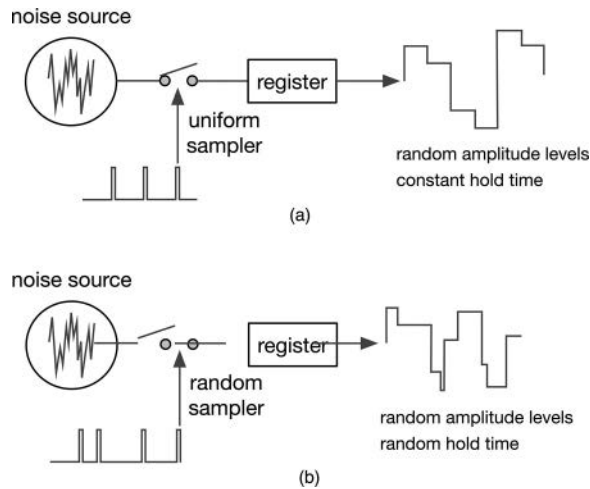 noise source
register
uniform
sampler
random amplitude levels
constant hold time
(a)
noise source
register
random
sampler
random amplitude levels
random hold time
(b)